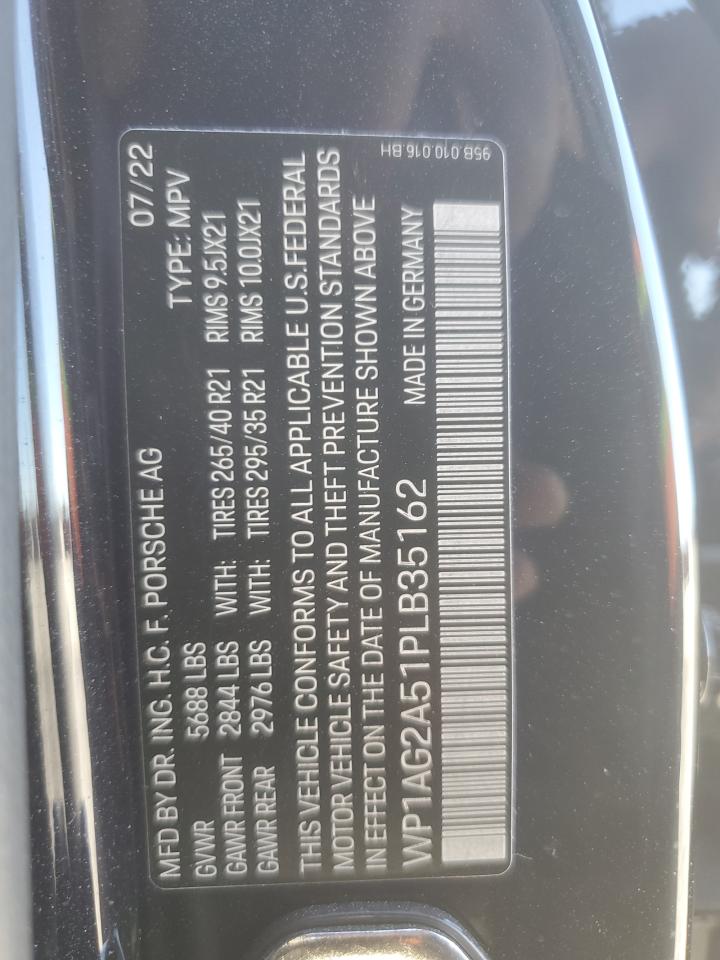 MFD BY DR. ING. H.C. F. PORSCHE AG 07/22
GVWR 5688 LBS TYPE: MPV
GAWR FRONT 2844 LBS WITH: TIRES 265/40 R21 RIMS 9.5JX21
GAWR REAR 2976 LBS WITH: TIRES 295/35 R21 RIMS 10.0JX21
THIS VEHICLE CONFORMS TO ALL APPLICABLE U.S.FEDERAL
MOTOR VEHICLE SAFETY AND THEFT PREVENTION STANDARDS
IN EFFECT ON THE DATE OF MANUFACTURE SHOWN ABOVE
WP1AG2A51PLB35162 MADE IN GERMANY
95B.010.016.BH